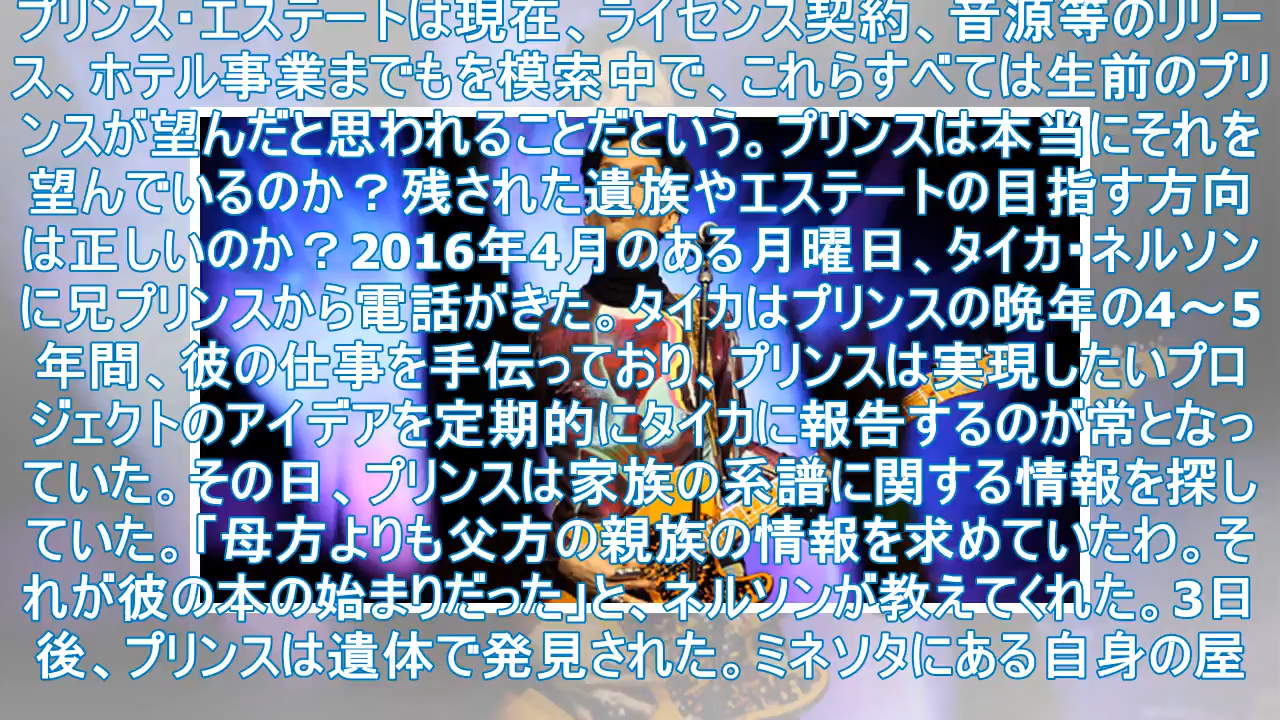 プリンス・エステートは現在、ライセンス契約、音源等のリリー
ス、ホテル事業までもを模索中で、これらすべては生前のプリ
ンスが望んだと思われることだという。プリンスは本当にそれを
望んでいるのか？残された遺族やエステートの目指す方向
は正しいのか？2016年4月のある月曜日、タイカ・ネルソン
に兄プリンスから電話がきた。タイカはプリンスの晩年の4～5
年間、彼の仕事を手伝っており、プリンスは実現したいプロ
ジェクトのアイデアを定期的にタイカに報告するのが常となっ
ていた。その日、プリンスは家族の系譜に関する情報を探し
ていた。「母方よりも父方の親族の情報を求めていたわ。そ
れが彼の本の始まりだった」と、ネルソンが教えてくれた。3日
後、プリンスは遺体で発見された。ミネソタにある自身の屋